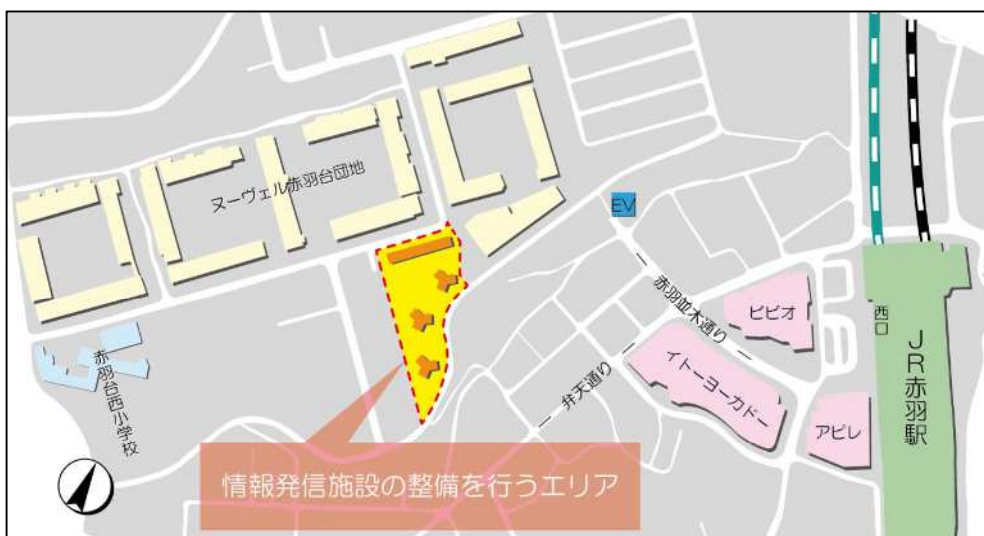 ヌーヴェル赤羽台団地
EV
赤羽並木通り
ビビオ
西口
JR赤羽駅
イトーヨーカドー
弁天通り
アピレ
赤羽台西小学校
情報発信施設の整備を行うエリア